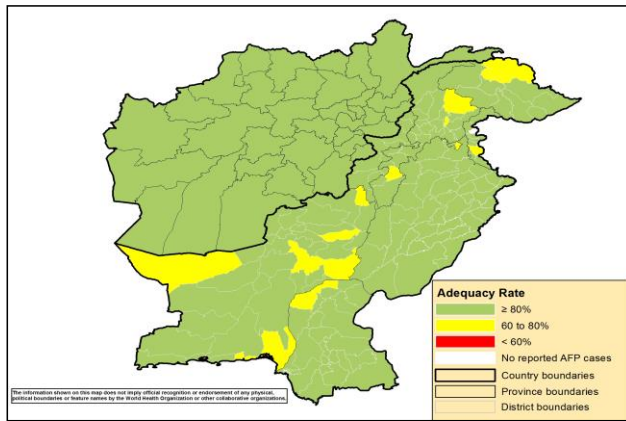 Adequacy Rate
≥ 80%
60 to 80%
< 60%
No reported AFP cases
Country boundaries
Province boundaries
District boundaries
The information shown on this map does not imply official recognition or endorsement of any physical,
political boundaries or feature names by the World Health Organization or other collaborative organizations.